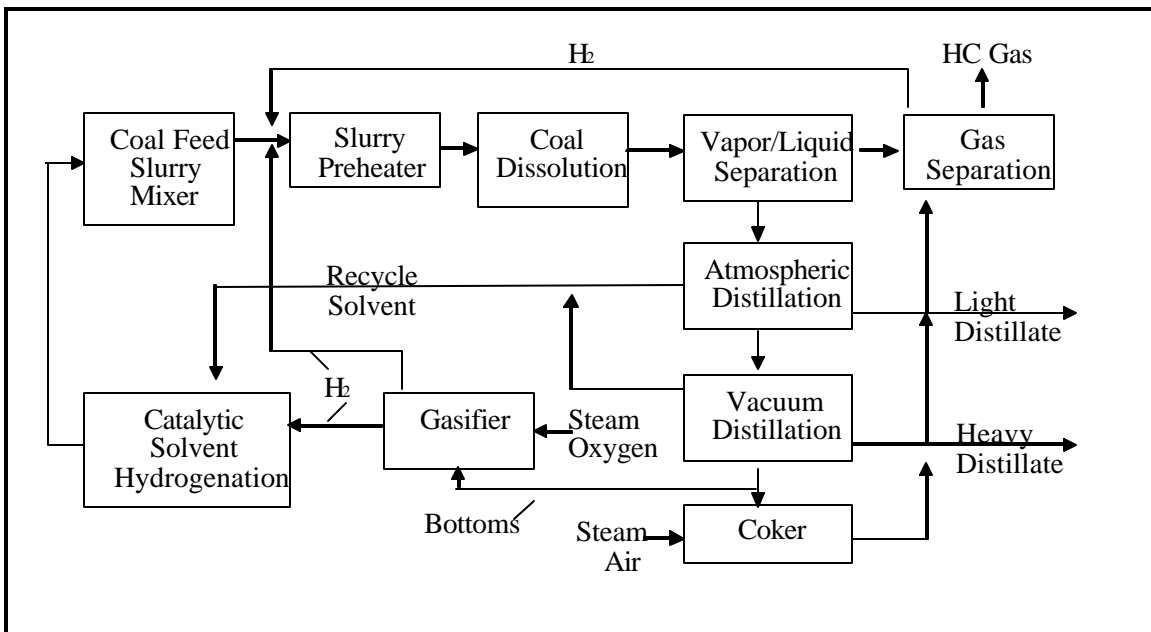 H2
HC Gas
Coal Feed
Slurry
Mixer
Slurry
Preheater
Coal
Dissolution
Vapor/Liquid
Separation
Gas
Separation
Recycle
Solvent
Atmospheric
Distillation
Light
Distillate
H2
Catalytic
Solvent
Hydrogenation
Gasifier
Steam
Oxygen
Vacuum
Distillation
Heavy
Distillate
Bottoms
Steam
Air
Coker